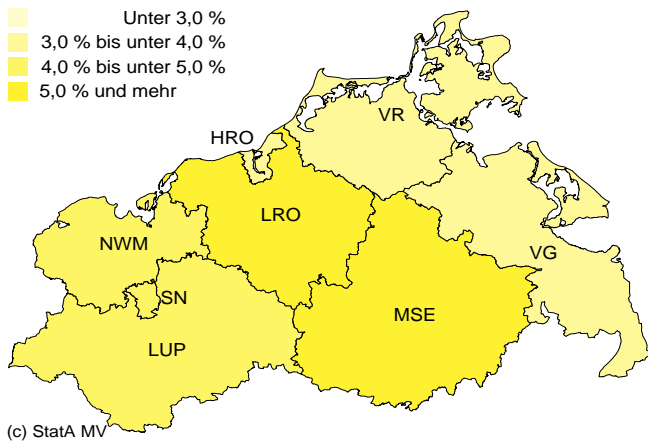 Unter 3,0 %
3,0 % bis unter 4,0 %
4,0 % bis unter 5,0 %
5,0 % und mehr
HRO
VR
LRO
NWM
VG
SN
MSE
LUP
(c) StatA MV